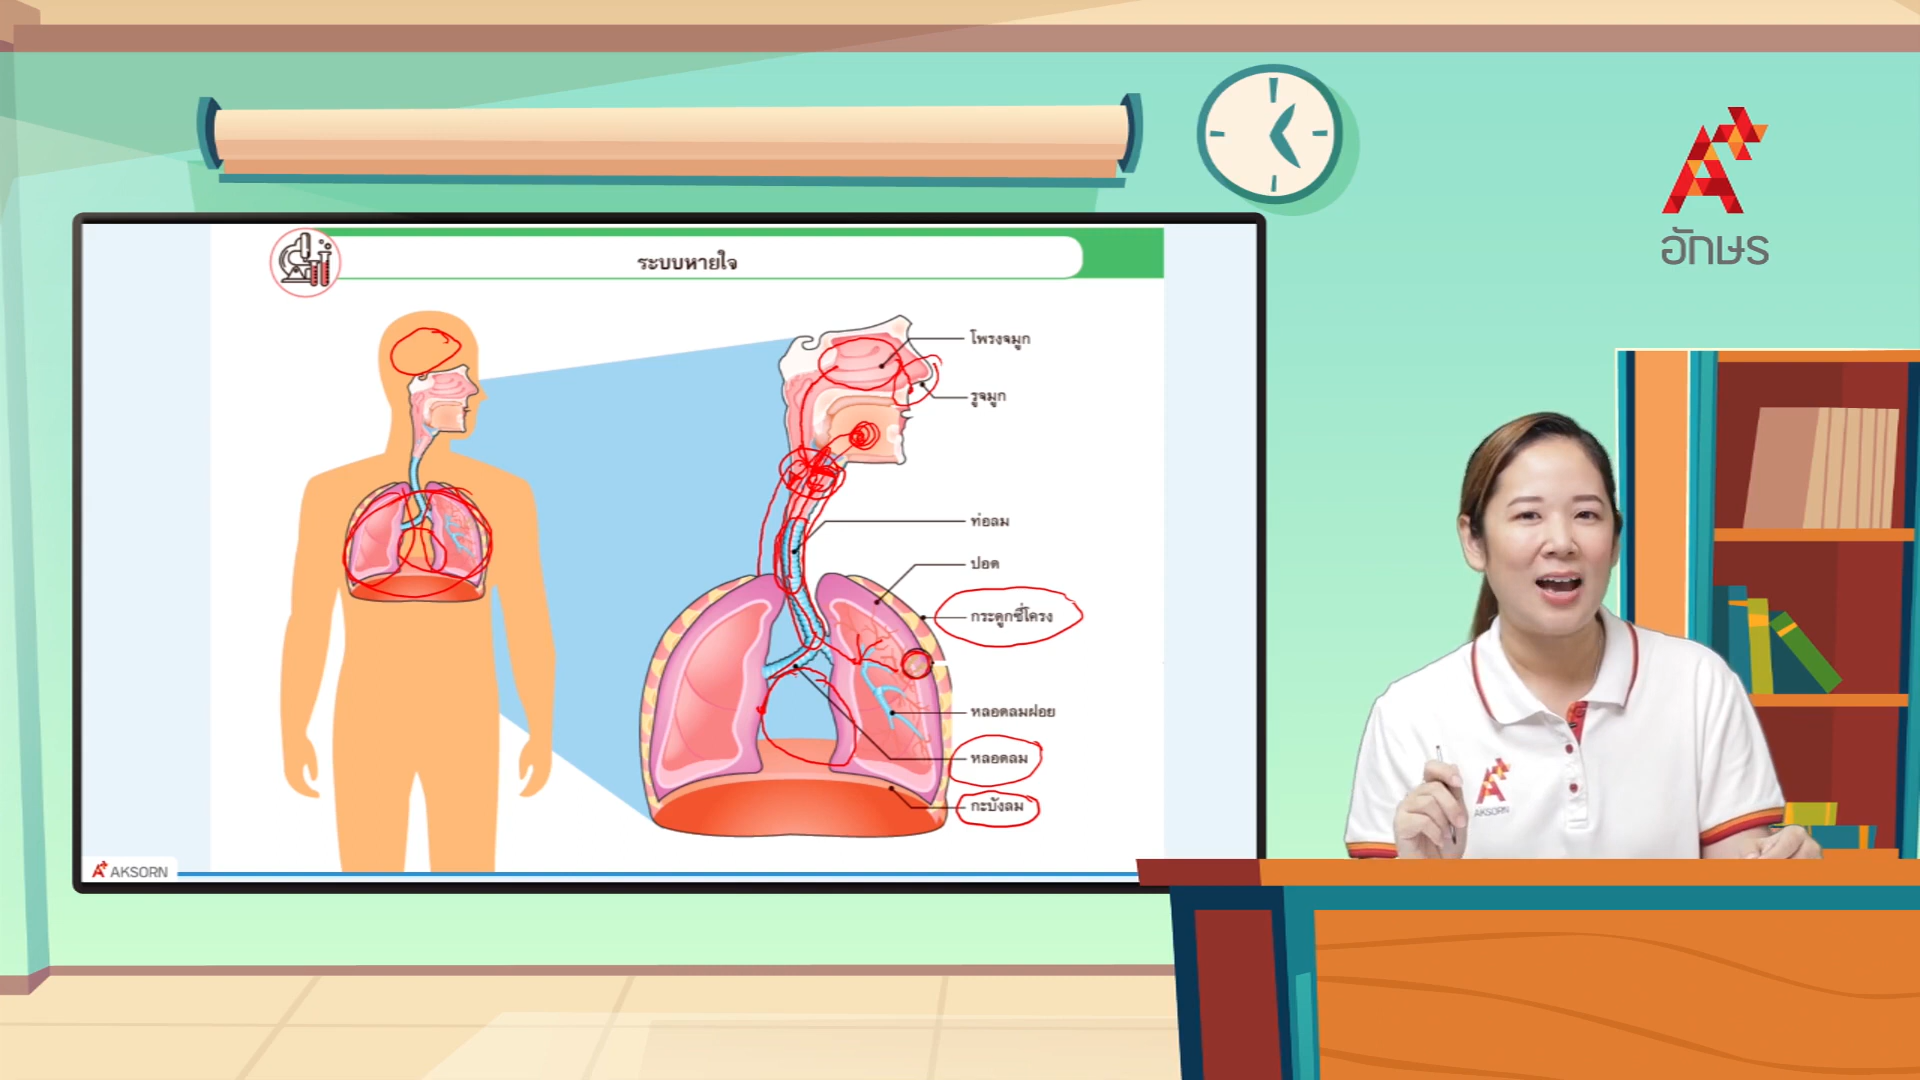 อักษร
ระบบหายใจ
โพรงจมูก
รูจมูก
ท่อลม
ปอด
กระดูกซี่โครง
หลอดลมฝอย
หลอดลม
กะบังลม
AKSORN
AKSORN